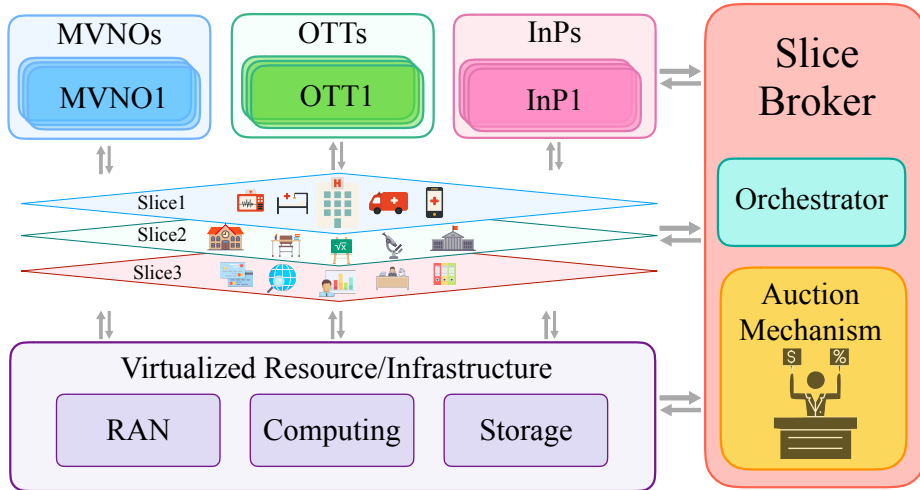 MVNOs
MVNO1
OTTs
OTT1
InPs
InP1
Slice
Broker
Orchestrator
Auction
Mechanism
$ %
H
Slice1
Slice2
√x
Slice3
Virtualized Resource/Infrastructure
RAN
Computing
Storage